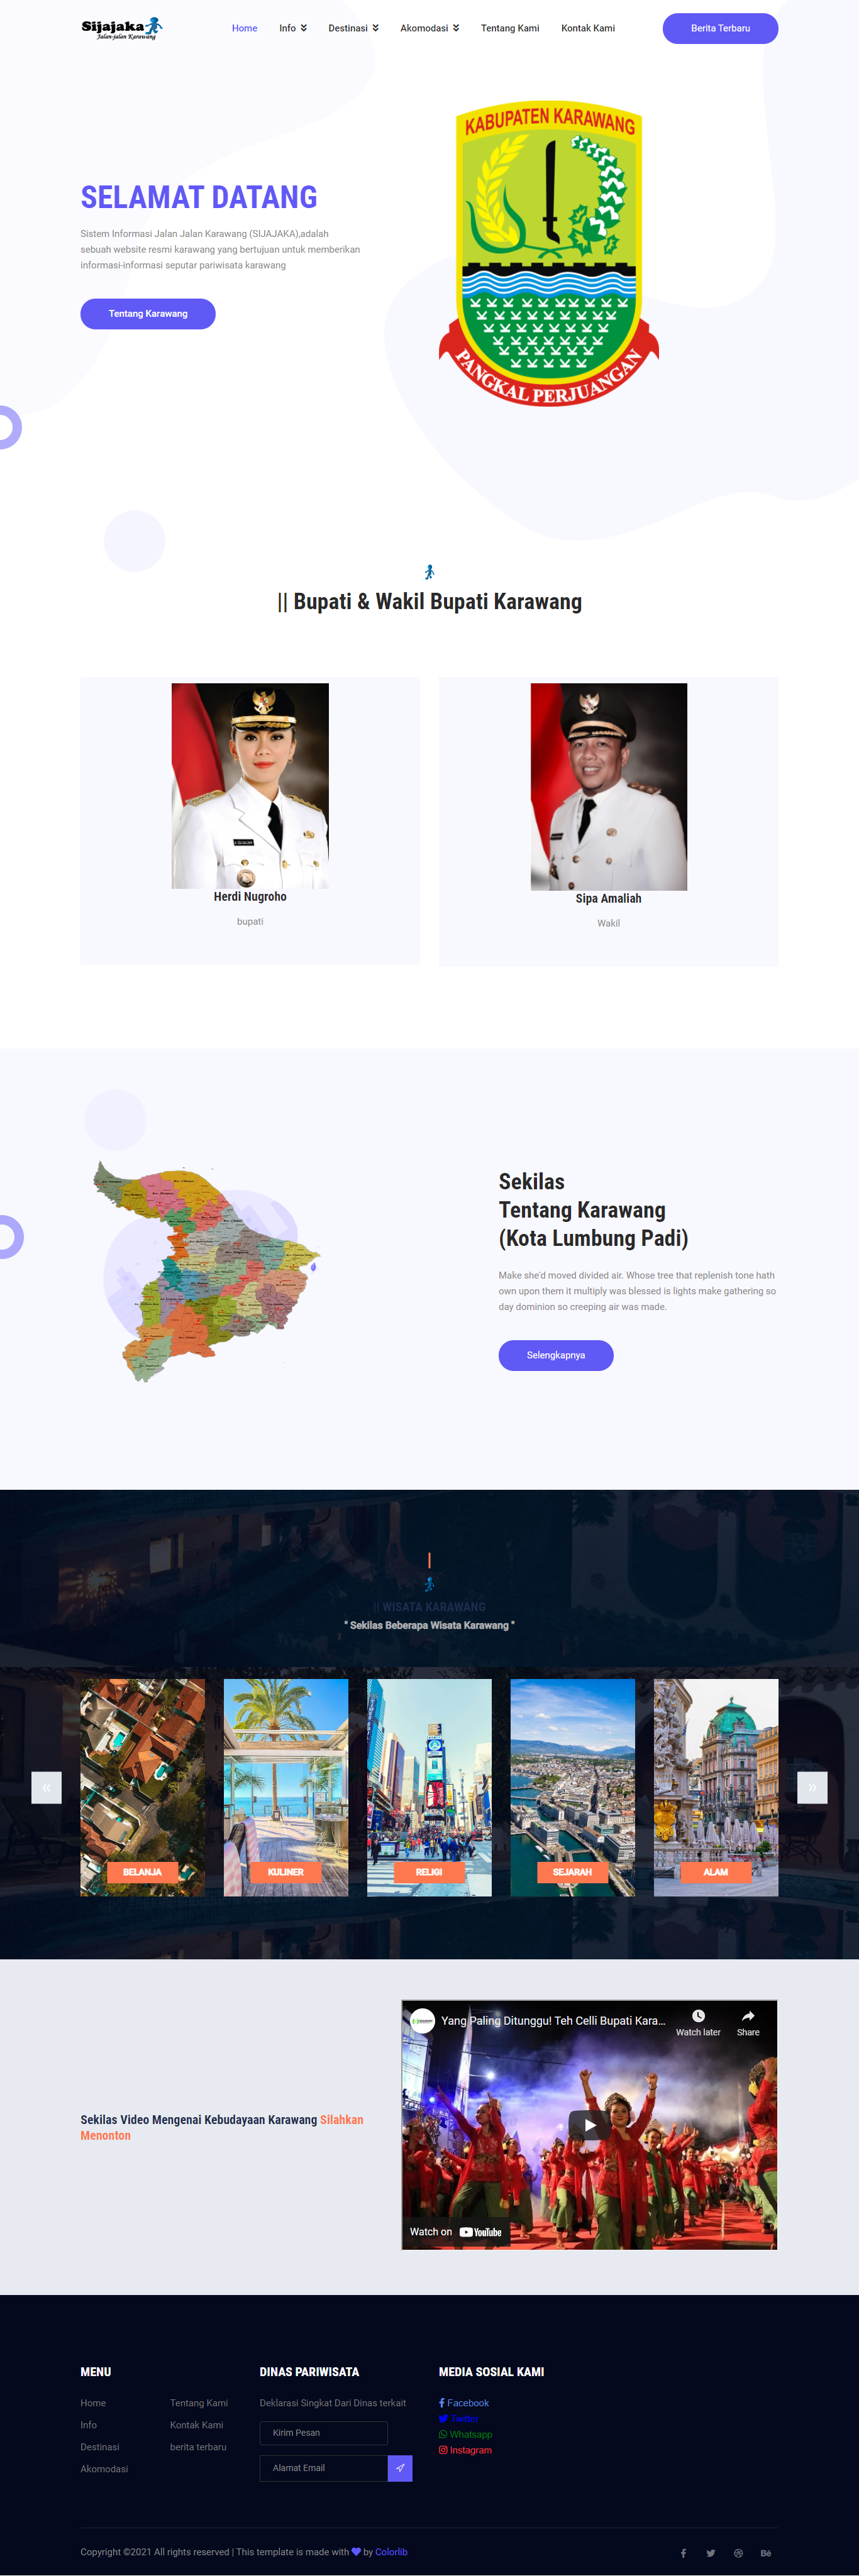 Sijajaka
Jalan-jalan Karawang
Home
Info
Destinasi
Akomodasi
Tentang Kami
Kontak Kami
Berita Terbaru
KABUPATEN KARAWANG
PANGKAL PERJUANGAN
SELAMAT DATANG
Sistem Informasi Jalan Jalan Karawang (SIJAJAKA),adalah
sebuah website resmi karawang yang bertujuan untuk memberikan
informasi-informasi seputar pariwisata karawang
Tentang Karawang
|| Bupati & Wakil Bupati Karawang
Herdi Nugroho
bupati
Sipa Amaliah
Wakil
Sekilas
Tentang Karawang
(Kota Lumbung Padi)
Make she'd moved divided air. Whose tree that replenish tone hath
own upon them it multiply was blessed is lights make gathering so
day dominion so creeping air was made.
Selengkapnya
|| WISATA KARAWANG
" Sekilas Beberapa Wisata Karawang "
«
»
BELANJA
KULINER
RELIGI
SEJARAH
ALAM
Sekilas Video Mengenai Kebudayaan Karawang Silahkan
Menonton
Yang Paling Ditunggu! Teh Celli Bupati Kara...
Watch later
Share
Watch on YouTube
MENU
Home
Info
Destinasi
Akomodasi
Tentang Kami
Kontak Kami
berita terbaru
DINAS PARIWISATA
Deklarasi Singkat Dari Dinas terkait
Kirim Pesan
Alamat Email
MEDIA SOSIAL KAMI
Facebook
Twitter
Whatsapp
Instagram
Copyright ©2021 All rights reserved | This template is made with by Colorlib